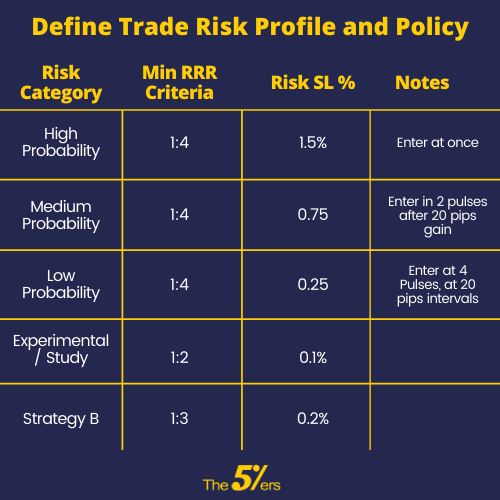 Define Trade Risk Profile and Policy
Risk
Category
Min RRR
Criteria
Risk SL %
Notes
High
Probability
1:4
1.5%
Enter at once
Medium
Probability
1:4
0.75
Enter in 2 pulses
after 20 pips
gain
Low
Probability
1:4
0.25
Enter at 4
Pulses, at 20
pips intervals
Experimental
/ Study
1:2
0.1%
Strategy B
1:3
0.2%
The 5%ers